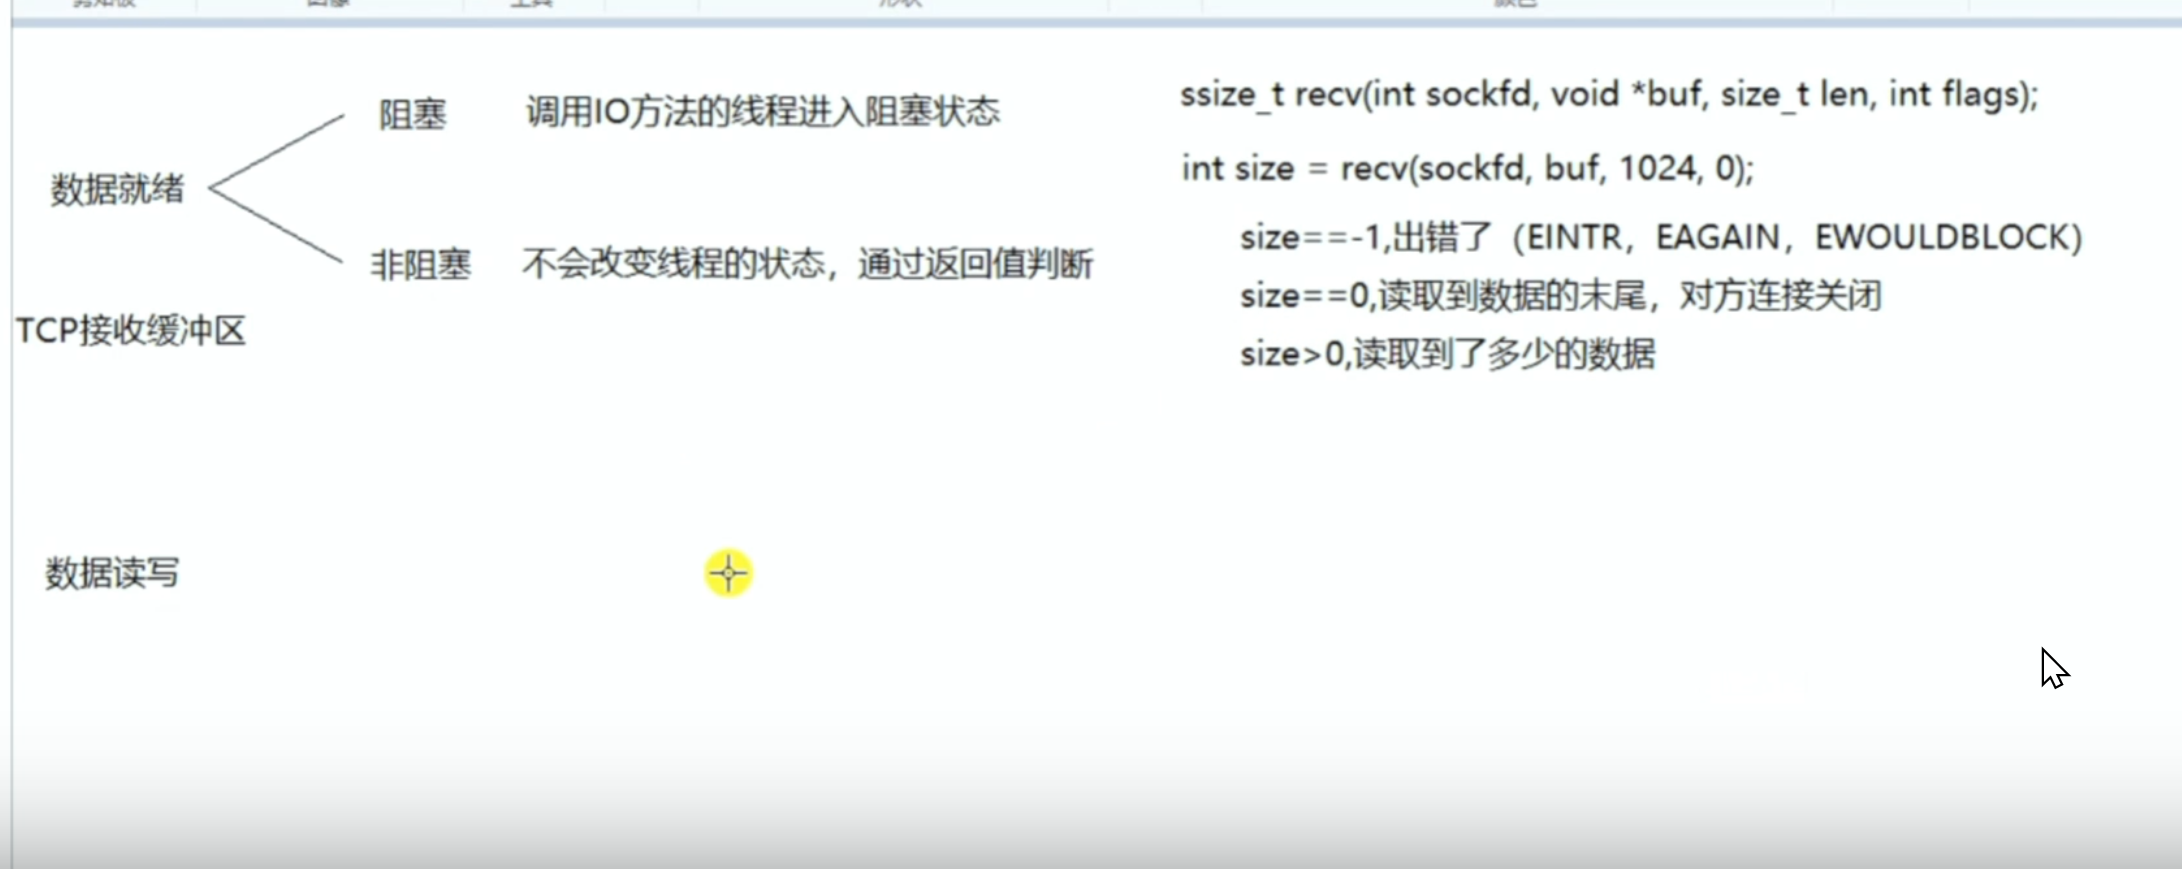 阻塞 调用IO方法的线程进入阻塞状态
数据就绪
非阻塞 不会改变线程的状态，通过返回值判断
TCP接收缓冲区
数据读写
ssize_t recv(int sockfd, void *buf, size_t len, int flags);
int size = recv(sockfd, buf, 1024, 0);
size==-1,出错了（EINTR，EAGAIN，EWOULDBLOCK）
size==0,读取到数据的末尾，对方连接关闭
size>0,读取到了多少的数据